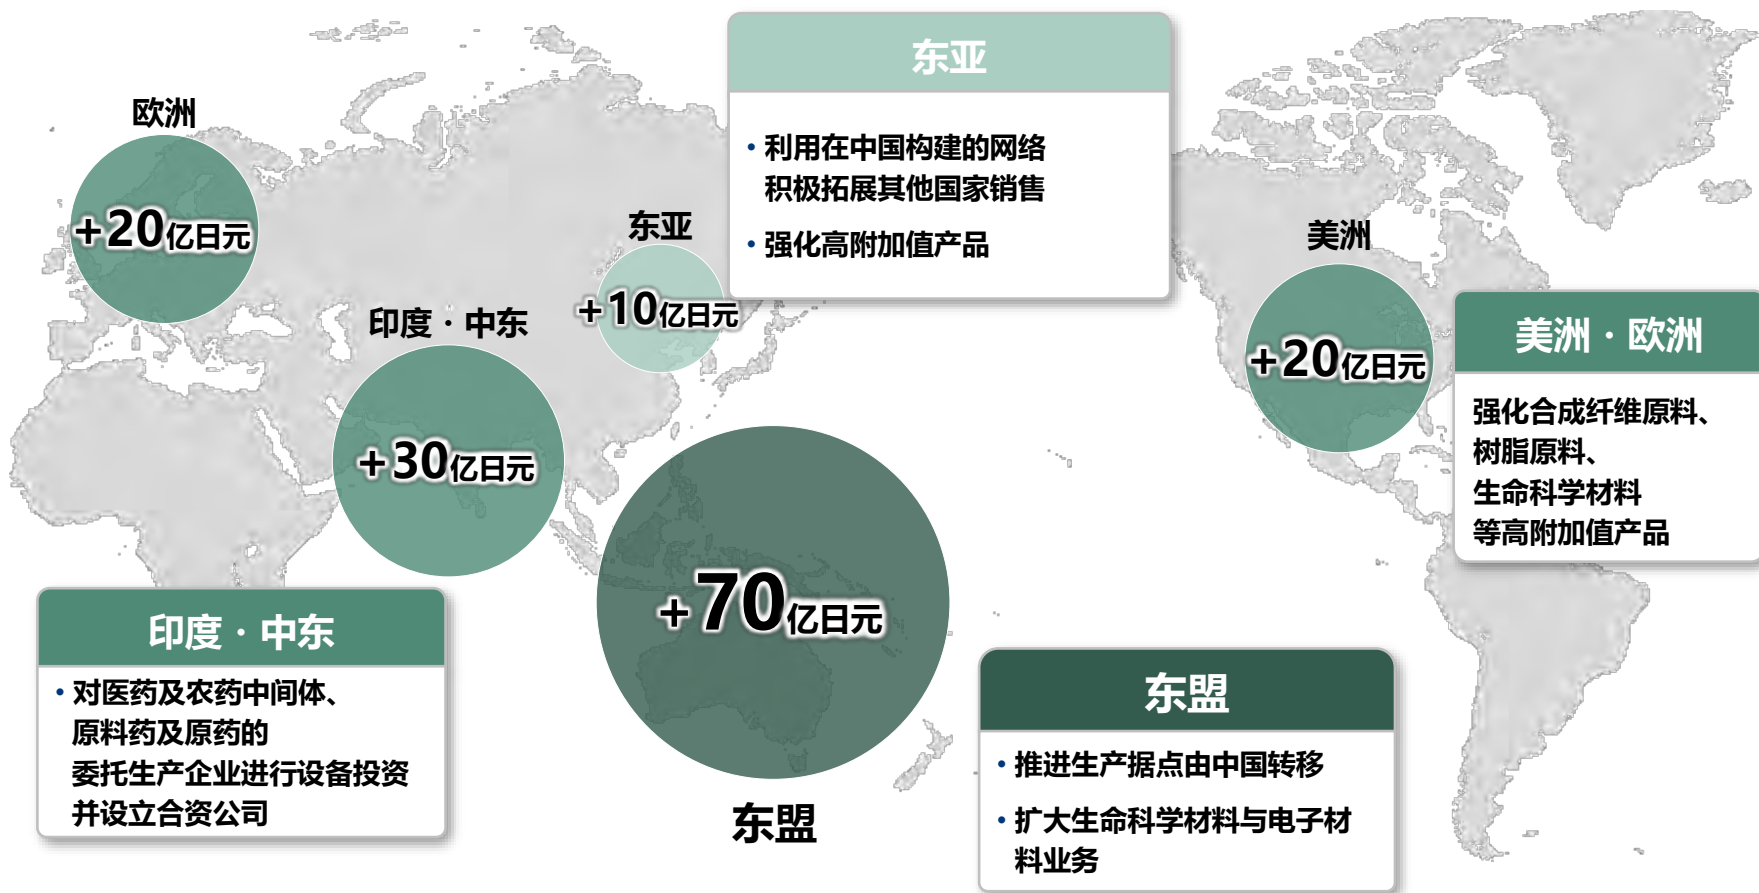 欧洲
+20亿日元
东亚
+10亿日元
印度·中东
+30亿日元
+70亿日元
东盟
美洲
+20亿日元
东亚
• 利用在中国构建的网络
积极拓展其他国家销售
• 强化高附加值产品
美洲·欧洲
强化合成纤维原料、
树脂原料、
生命科学材料
等高附加值产品
印度·中东
• 对医药及农药中间体、
原料药及原药的
委托生产企业进行设备投资
并设立合资公司
东盟
• 推进生产据点由中国转移
• 扩大生命科学材料与电子材
料业务